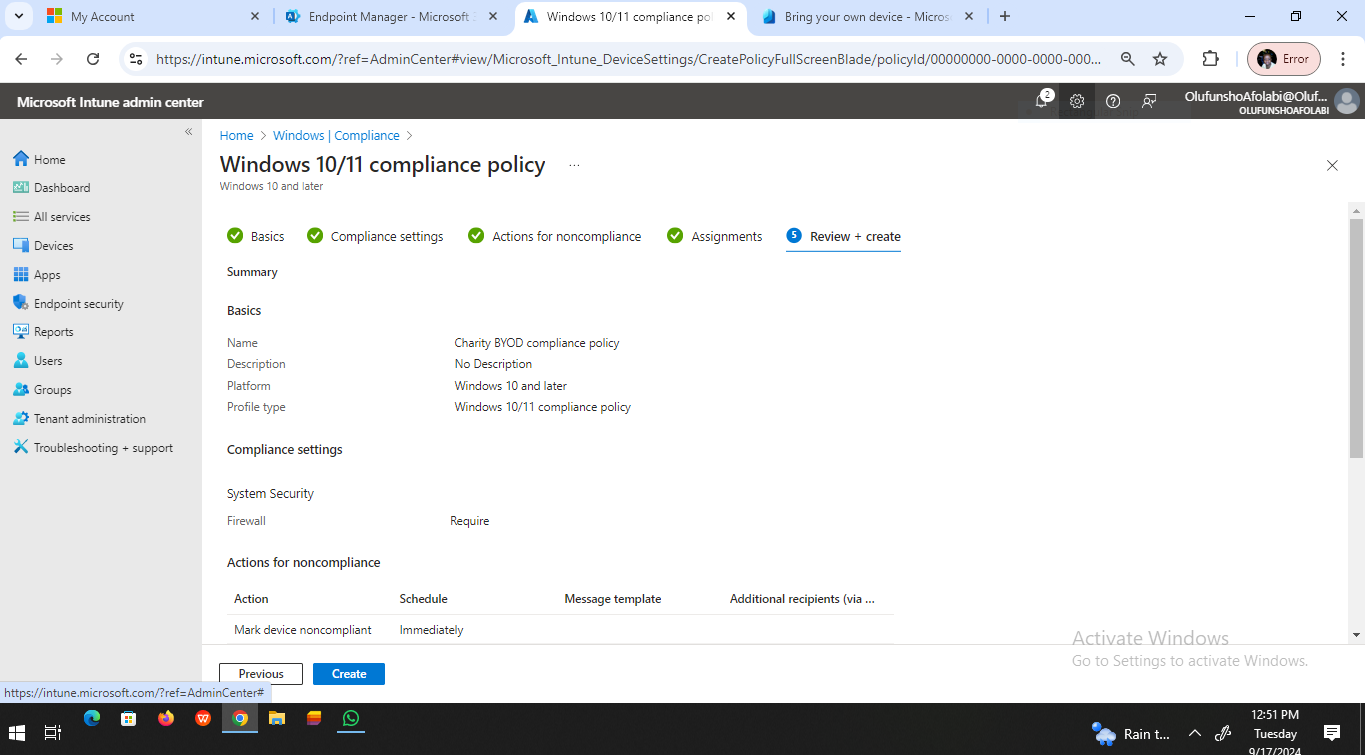 My Account
Endpoint Manager - Microsoft 3
Windows 10/11 compliance pol
Bring your own device - Micros
https://intune.microsoft.com/?ref=AdminCenter#view/Microsoft_Intune_DeviceSettings/CreatePolicyFullScreenBlade/policyId/00000000-0000-0000-000...
Error
Microsoft Intune admin center
2
OlufunshoAfolabi@Oluf...
OLUFUNSHOAFOLABI
Home > Windows | Compliance >
Windows 10/11 compliance policy ...
Windows 10 and later
Home
Dashboard
All services
Devices
Apps
Endpoint security
Reports
Users
Groups
Tenant administration
Troubleshooting + support
Basics Compliance settings Actions for noncompliance Assignments 5 Review + create
Summary
Basics
Name Charity BYOD compliance policy
Description No Description
Platform Windows 10 and later
Profile type Windows 10/11 compliance policy
Compliance settings
System Security
Firewall Require
Actions for noncompliance
Action Schedule Message template Additional recipients (via ...
Mark device noncompliant Immediately
Previous Create
Activate Windows
Go to Settings to activate Windows.
https://intune.microsoft.com/?ref=AdminCenter#
Rain t...
12:51 PM
Tuesday
9/17/2024